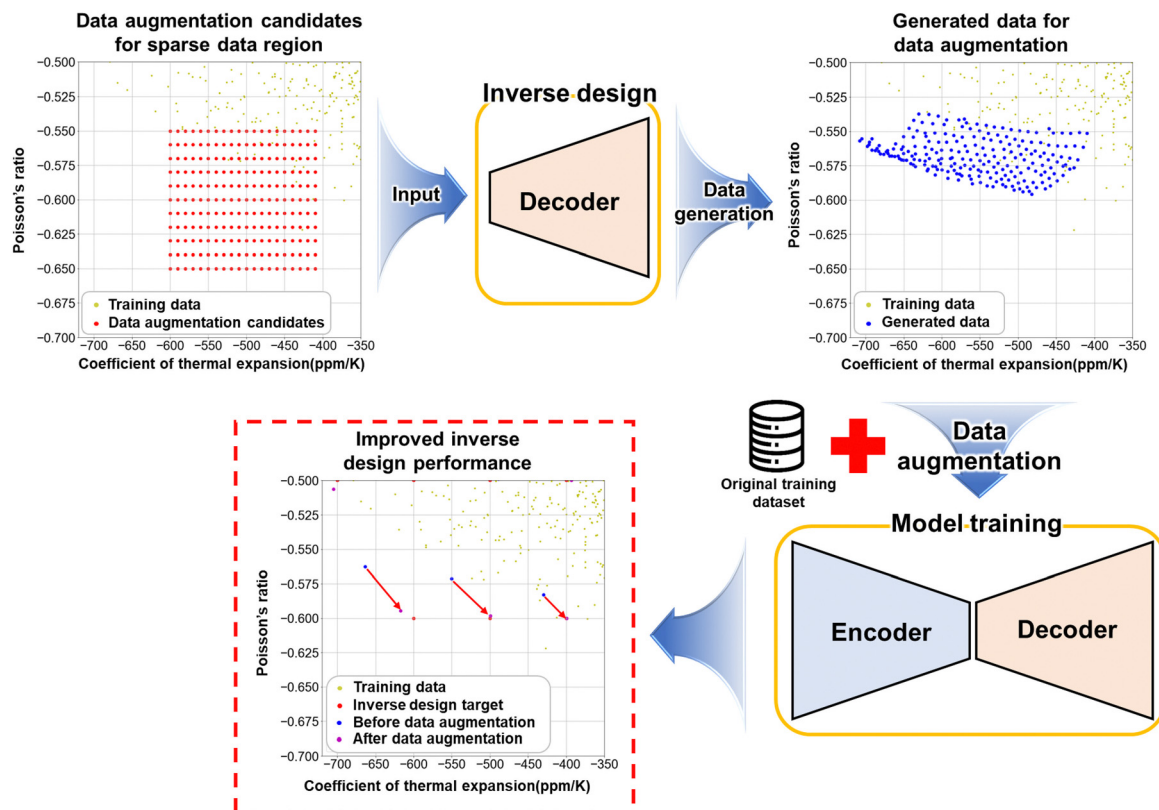 Data augmentation candidates
for sparse data region
−0.500
−0.525
−0.550
−0.575
−0.600
−0.625
−0.650
−0.675
−0.700
Poisson's ratio
Training data
Data augmentation candidates
−700 −650 −600 −550 −500 −450 −400 −350
Coefficient of thermal expansion(ppm/K)
Input
Inverse design
Decoder
Data
generation
Generated data for
data augmentation
−0.500
−0.525
−0.550
−0.575
−0.600
−0.625
−0.650
−0.675
−0.700
Poisson's ratio
Training data
Generated data
−700 −650 −600 −550 −500 −450 −400 −350
Coefficient of thermal expansion(ppm/K)
Original training
dataset
Data
augmentation
Model training
Encoder
Decoder
Improved inverse
design performance
−0.500
−0.525
−0.550
−0.575
−0.600
−0.625
−0.650
−0.675
−0.700
Poisson's ratio
Training data
Inverse design target
Before data augmentation
After data augmentation
−700 −650 −600 −550 −500 −450 −400 −350
Coefficient of thermal expansion(ppm/K)